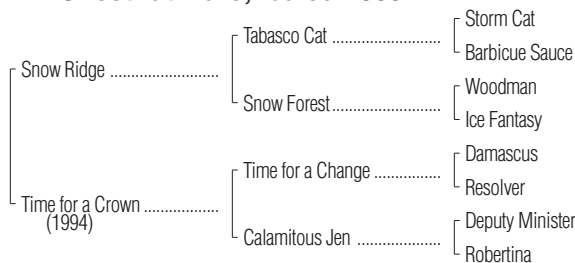 Tabasco Cat
Storm Cat
Barbicue Sauce
Snow Ridge
Snow Forest
Woodman
Ice Fantasy
Time for a Change
Damascus
Resolver
Time for a Crown
(1994)
Calamitous Jen
Deputy Minister
Robertina